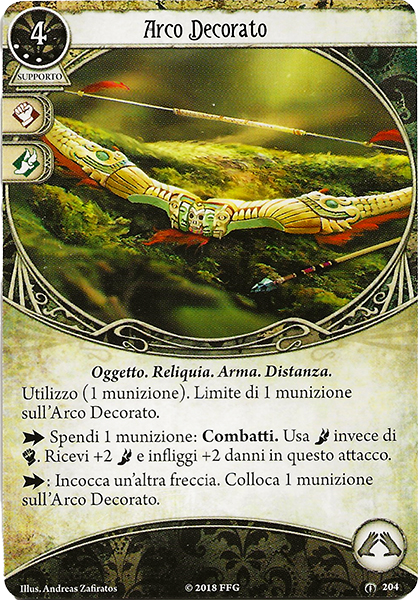 4
Arco Decorato
SUPPORTO
Oggetto. Reliquia. Arma. Distanza.
Utilizzo (1 munizione). Limite di 1 munizione
sull'Arco Decorato.
Spendi 1 munizione: Combatti. Usa invece di
. Ricevi +2 e infliggi +2 danni in questo attacco.
: Incocca un'altra freccia. Colloca 1 munizione
sull'Arco Decorato.
Illus. Andreas Zafiratos © 2018 FFG 204